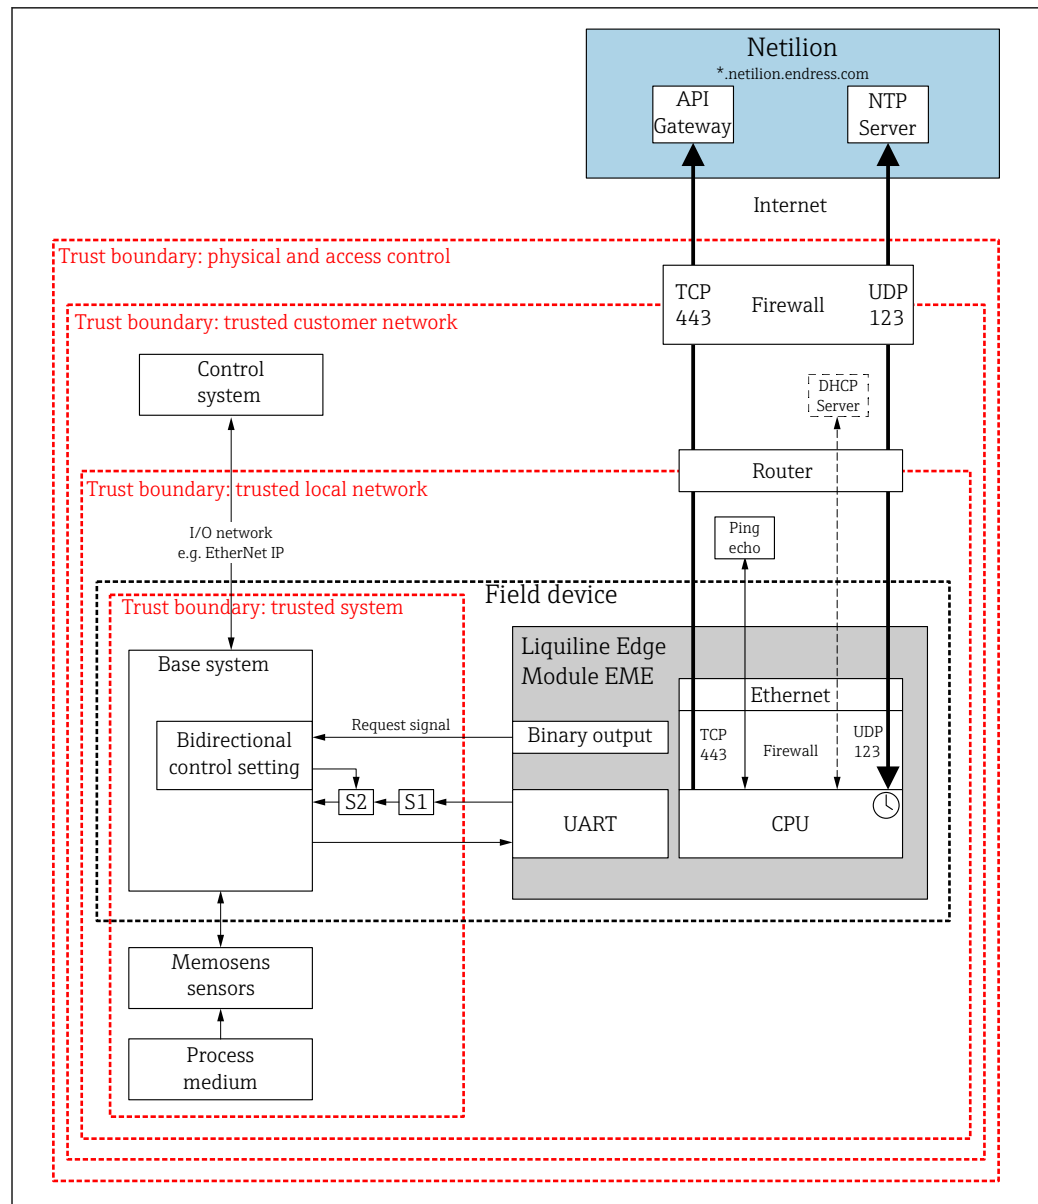 Netilion
*.netilion.endress.com
API
Gateway
NTP
Server
Internet
Trust boundary: physical and access control
TCP
443
Firewall
UDP
123
Trust boundary: trusted customer network
Control
system
DHCP
Server
Router
Trust boundary: trusted local network
I/O network
e.g. EtherNet IP
Ping
echo
Field device
Trust boundary: trusted system
Liquiline Edge
Module EME
Base system
Ethernet
Request signal
Binary output
TCP
443
Firewall
UDP
123
Bidirectional
control setting
S2
S1
UART
CPU
Memosens
sensors
Process
medium